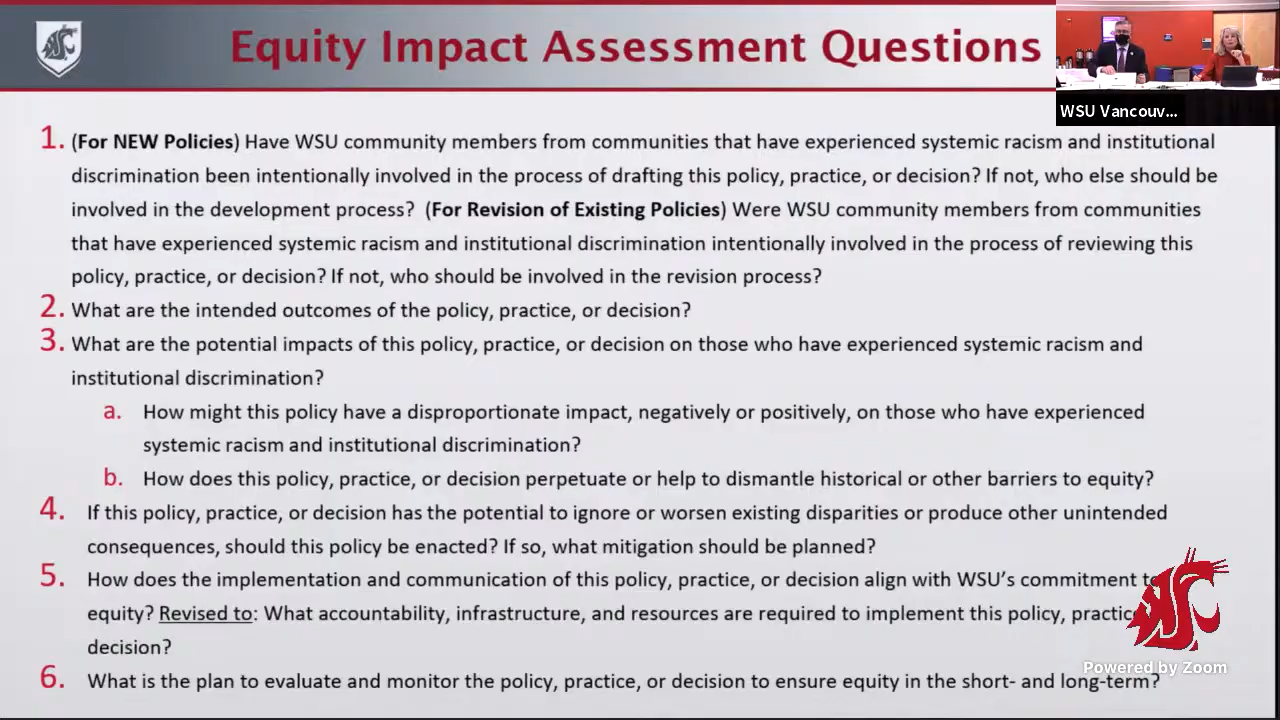 Equity Impact Assessment Questions
WSU Vancouv...
1. (For NEW Policies) Have WSU community members from communities that have experienced systemic racism and institutional
discrimination been intentionally involved in the process of drafting this policy, practice, or decision? If not, who else should be
involved in the development process? (For Revision of Existing Policies) Were WSU community members from communities
that have experienced systemic racism and institutional discrimination intentionally involved in the process of reviewing this
policy, practice, or decision? If not, who should be involved in the revision process?
2. What are the intended outcomes of the policy, practice, or decision?
3. What are the potential impacts of this policy, practice, or decision on those who have experienced systemic racism and
institutional discrimination?
a. How might this policy have a disproportionate impact, negatively or positively, on those who have experienced
systemic racism and institutional discrimination?
b. How does this policy, practice, or decision perpetuate or help to dismantle historical or other barriers to equity?
4. If this policy, practice, or decision has the potential to ignore or worsen existing disparities or produce other unintended
consequences, should this policy be enacted? If so, what mitigation should be planned?
5. How does the implementation and communication of this policy, practice, or decision align with WSU's commitment to
equity? Revised to: What accountability, infrastructure, and resources are required to implement this policy,
decision?
6. What is the plan to evaluate and monitor the policy, practice, or decision to ensure equity in the short- and long-term?
Powered by Zoom